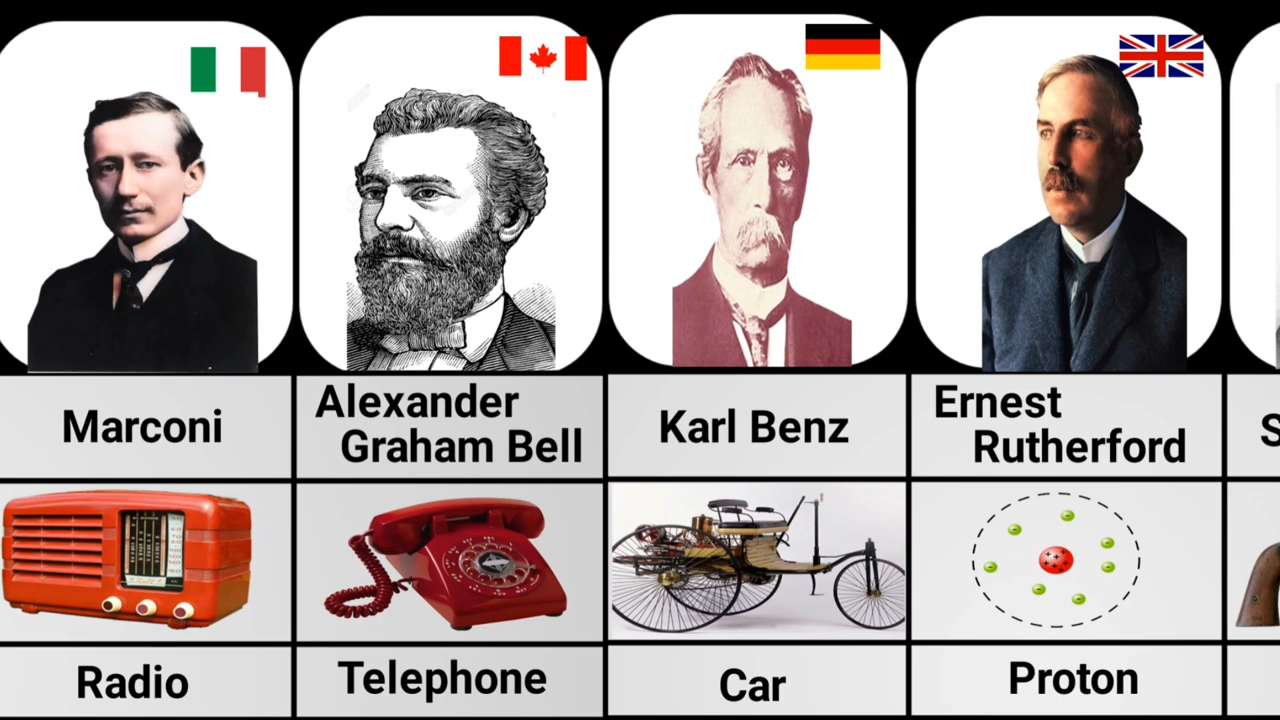 Marconi
Alexander
Graham Bell
Karl Benz
Ernest
Rutherford
S
Radio
Telephone
Car
Proton